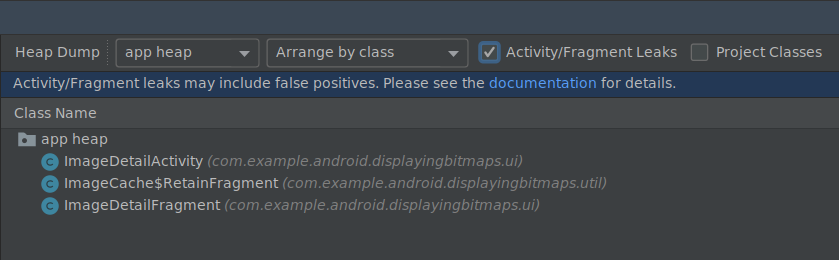 Heap Dump app heap Arrange by class Activity/Fragment Leaks Project Classes
Activity/Fragment leaks may include false positives. Please see the documentation for details.
Class Name
app heap
C ImageDetailActivity (com.example.android.displayingbitmaps.ui)
C ImageCache$RetainFragment (com.example.android.displayingbitmaps.util)
C ImageDetailFragment (com.example.android.displayingbitmaps.ui)